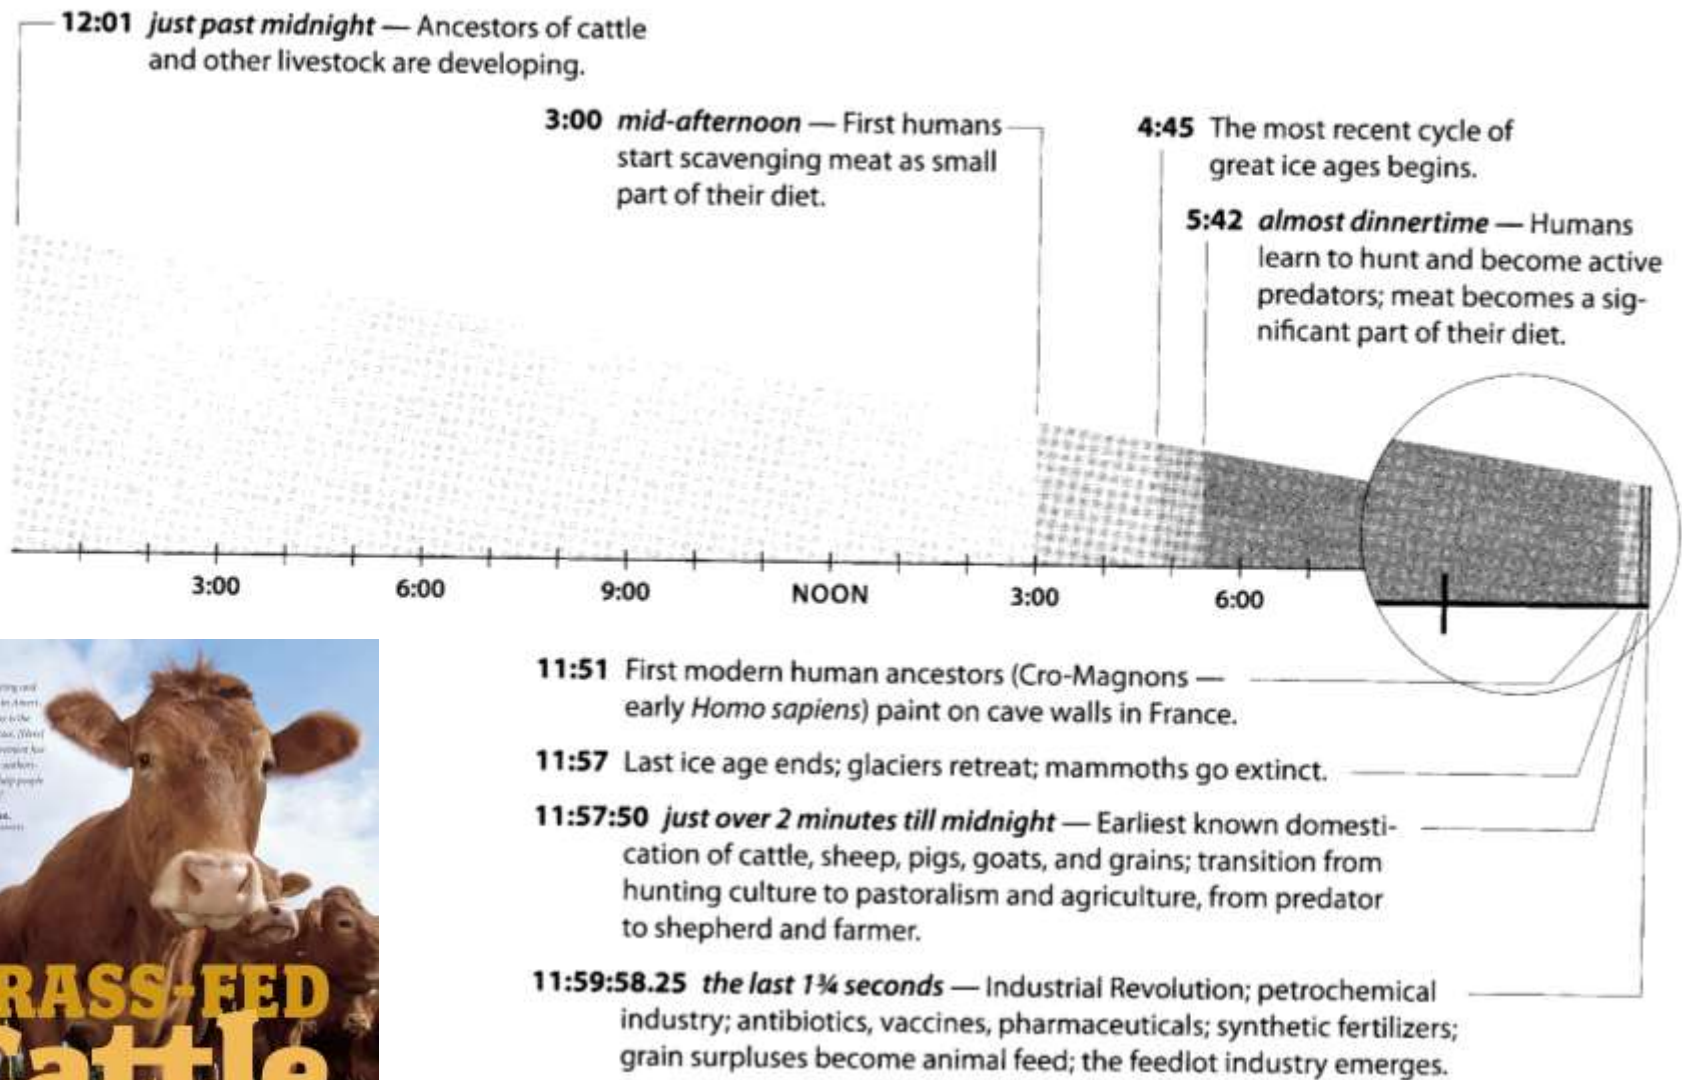 12:01 just past midnight — Ancestors of cattle
and other livestock are developing.
3:00 mid-afternoon — First humans
start scavenging meat as small
part of their diet.
4:45 The most recent cycle of
great ice ages begins.
5:42 almost dinnertime — Humans
learn to hunt and become active
predators; meat becomes a sig-
nificant part of their diet.
3:00 6:00 9:00 NOON 3:00 6:00
11:51 First modern human ancestors (Cro-Magnons —
early Homo sapiens) paint on cave walls in France.
11:57 Last ice age ends; glaciers retreat; mammoths go extinct.
11:57:50 just over 2 minutes till midnight — Earliest known domesti-
cation of cattle, sheep, pigs, goats, and grains; transition from
hunting culture to pastoralism and agriculture, from predator
to shepherd and farmer.
11:59:58.25 the last 1¾ seconds — Industrial Revolution; petrochemical
industry; antibiotics, vaccines, pharmaceuticals; synthetic fertilizers;
grain surpluses become animal feed; the feedlot industry emerges.
RASS-FED
Cattle